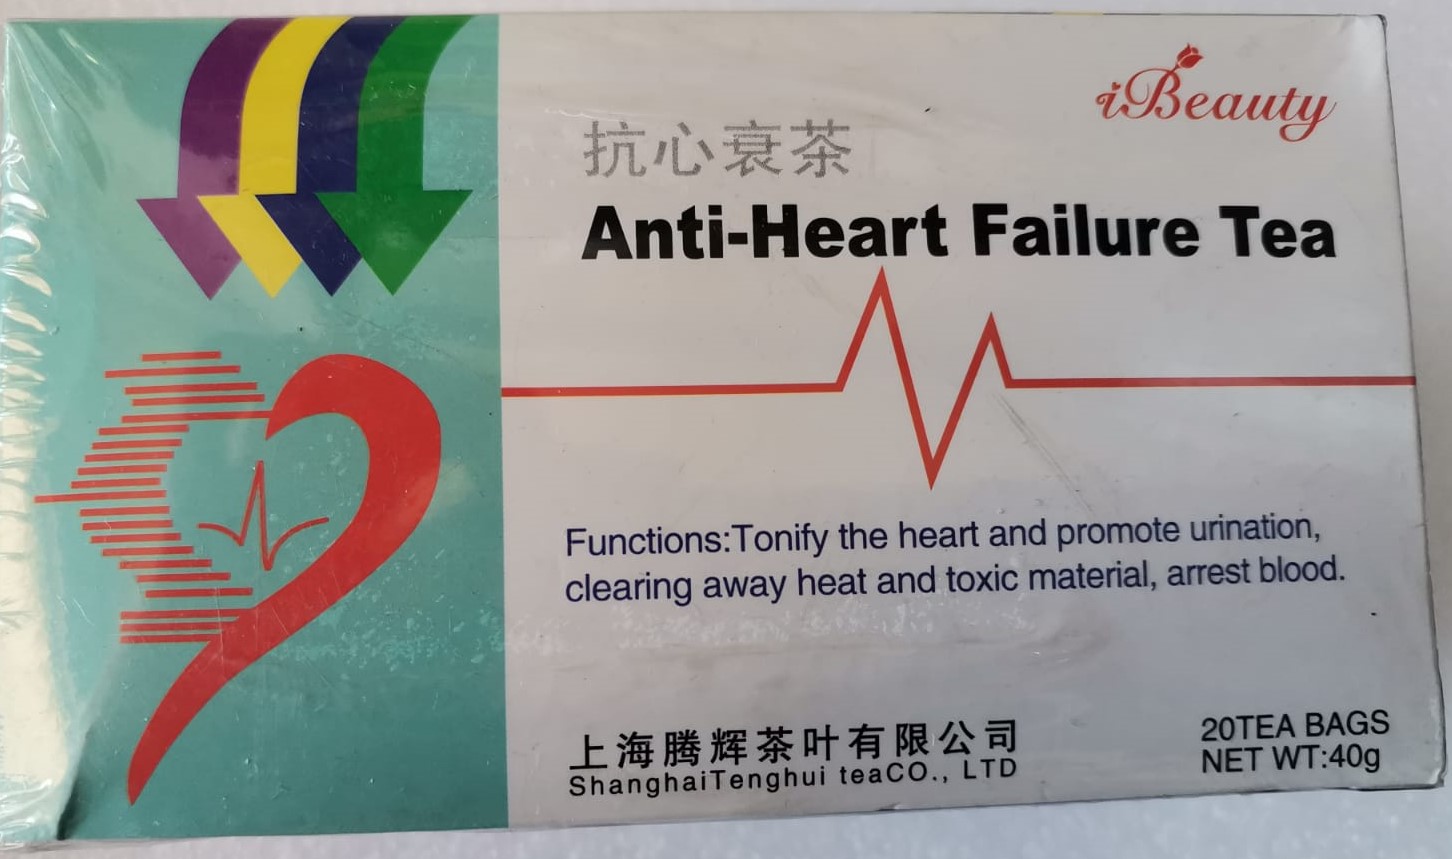 iBeauty
抗心衰茶
Anti-Heart Failure Tea
Functions:Tonify the heart and promote urination,
clearing away heat and toxic material, arrest blood.
上海腾辉茶叶有限公司
ShanghaiTenghui teaCO., LTD
20TEA BAGS
NET WT:40g